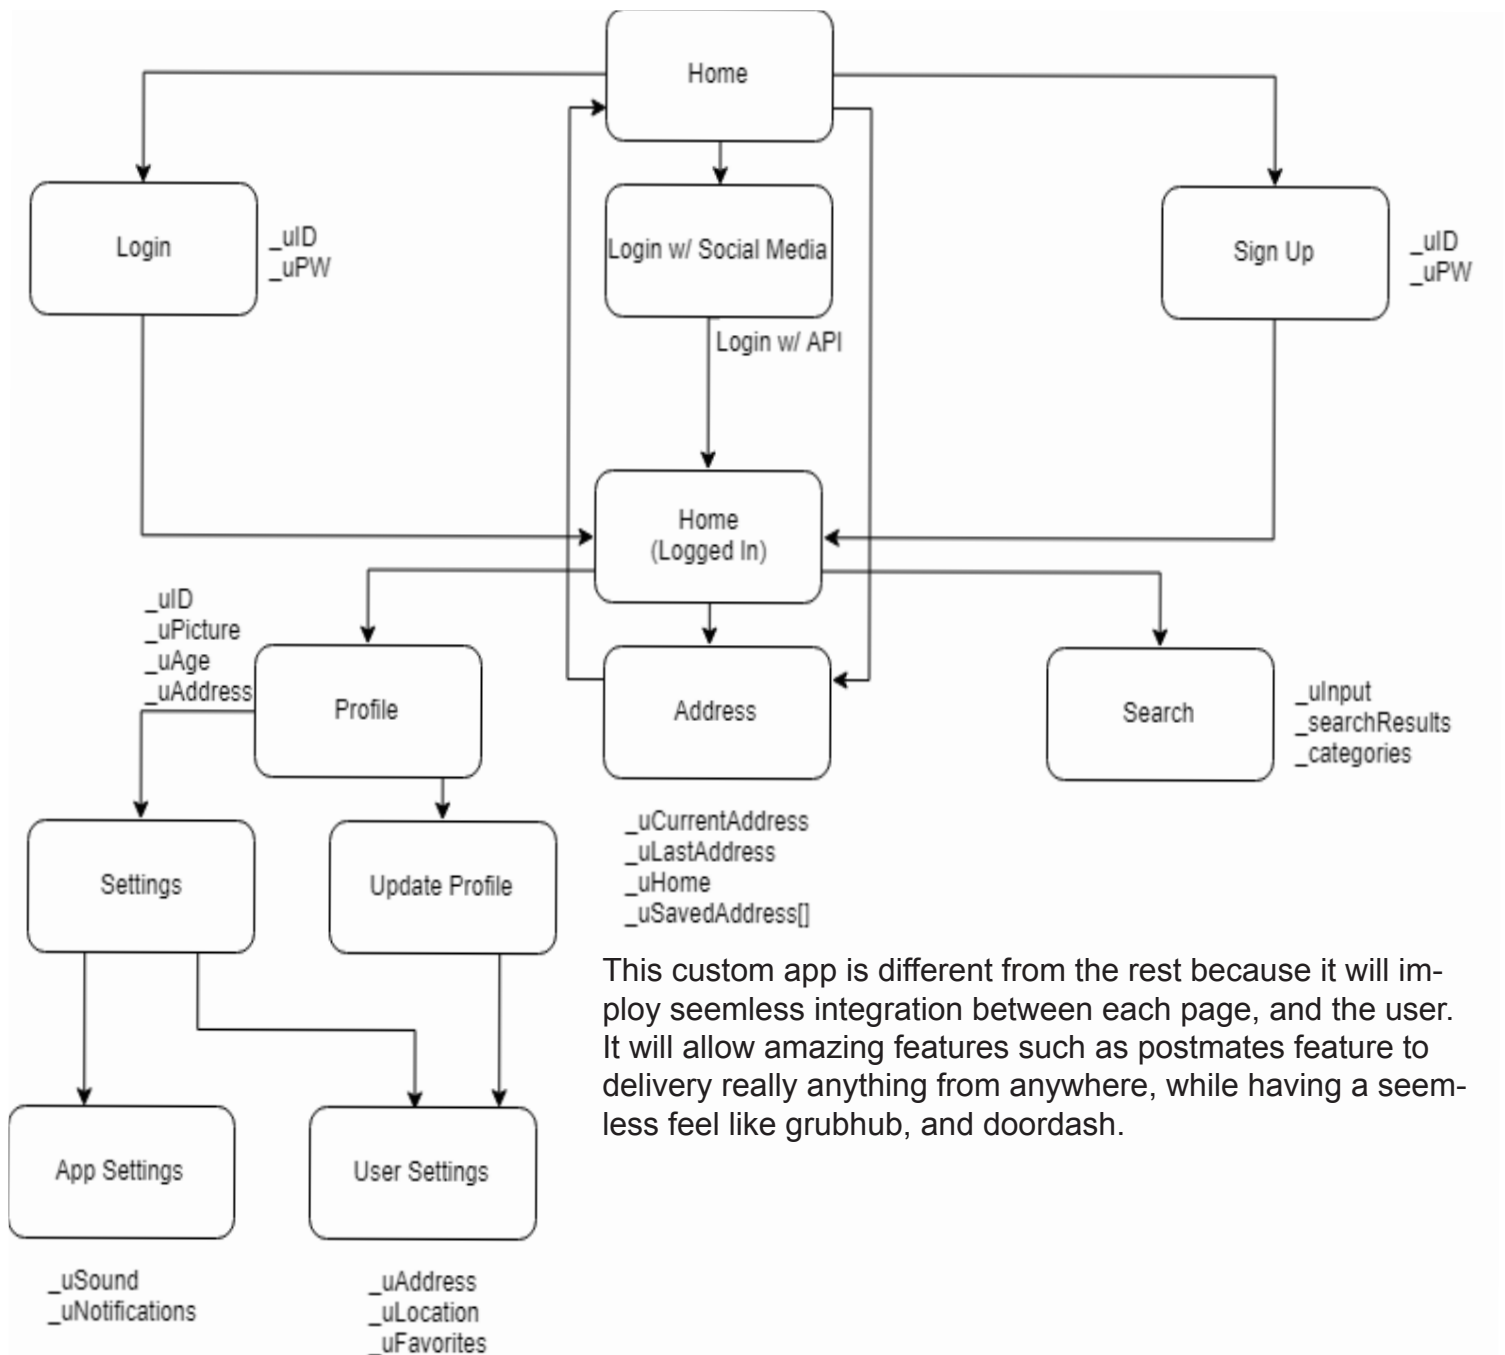 Home
Login
_uID
_uPW
Login w/ Social Media
Sign Up
_uID
_uPW
Login w/ API
Home
(Logged In)
_uID
_uPicture
_uAge
_uAddress
Profile
Address
Search
_uInput
_searchResults
_categories
_uCurrentAddress
_uLastAddress
_uHome
_uSavedAddress[]
Settings
Update Profile
This custom app is different from the rest because it will im-
ploy seemless integration between each page, and the user.
It will allow amazing features such as postmates feature to
delivery really anything from anywhere, while having a seem-
less feel like grubhub, and doordash.
App Settings
User Settings
_uSound
_uNotifications
_uAddress
_uLocation
_uFavorites